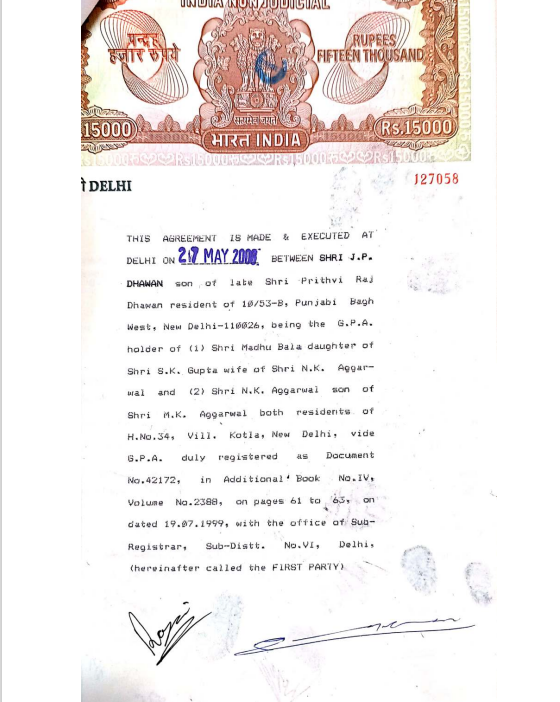 INDIA NON JUDICIAL
पन्द्रह
हज़ार रुपये
RUPEES
FIFTEEN THOUSAND
सत्यमेव जयते
15000
भारत INDIA
Rs.15000
DELHI
127058
THIS AGREEMENT IS MADE & EXECUTED AT
DELHI ON 27 MAY 2000 BETWEEN SHRI J.P.
DHAWAN son of late Shri Prithvi Raj
Dhawan resident of 10/53-B, Punjabi Bagh
West, New Delhi-110026, being the G.P.A.
holder of (1) Shri Madhu Bala daughter of
Shri S.K. Gupta wife of Shri N.K. Aggar-
wal and (2) Shri N.K. Aggarwal son of
Shri M.K. Aggarwal both residents of
H.No.34, Vill. Kotla, New Delhi, vide
G.P.A. duly registered as Document
No.42172, in Additional Book No.IV,
Volume No.2388, on pages 61 to 63, on
dated 19.07.1999, with the office of Sub-
Registrar, Sub-Distt. No.VI, Delhi,
(hereinafter called the FIRST PARTY)